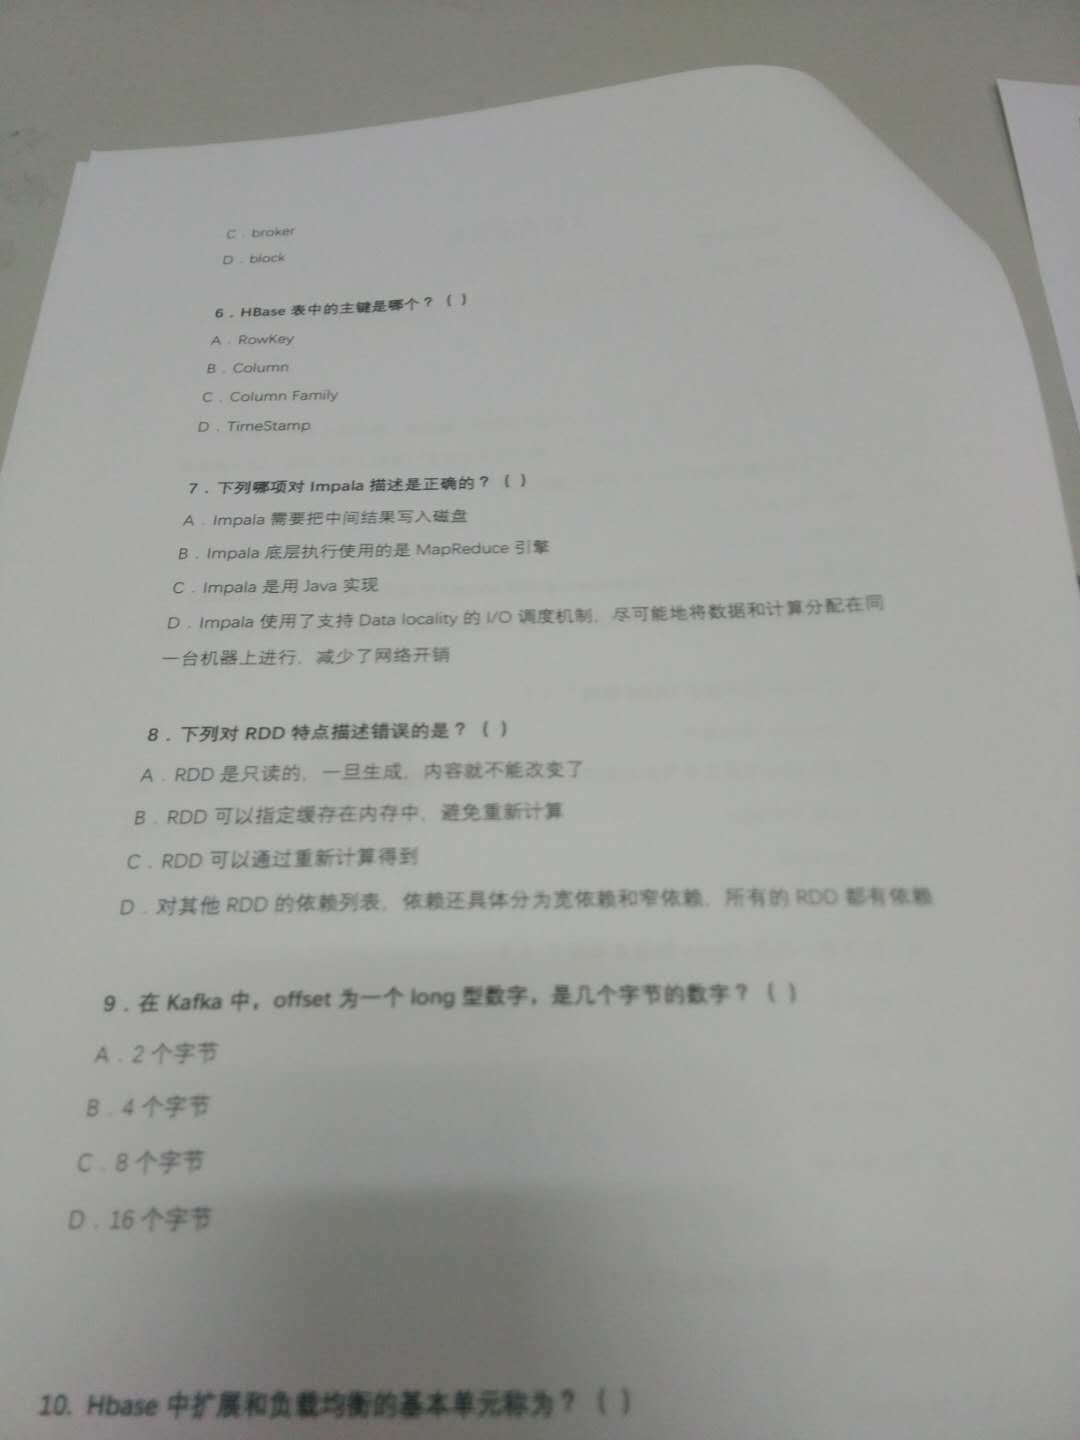 C．broker
D．block
6．HBase 表中的主键是哪个？（ ）
A．RowKey
B．Column
C．Column Family
D．TimeStamp
7．下列哪项对 Impala 描述是正确的？（ ）
A．Impala 需要把中间结果写入磁盘
B．Impala 底层执行使用的是 MapReduce 引擎
C．Impala 是用 Java 实现
D．Impala 使用了支持 Data locality 的 I/O 调度机制，尽可能地将数据和计算分配在同
一台机器上进行，减少了网络开销
8．下列对 RDD 特点描述错误的是？（ ）
A．RDD 是只读的，一旦生成，内容就不能改变了
B．RDD 可以指定缓存在内存中，避免重新计算
C．RDD 可以通过重新计算得到
D．对其他 RDD 的依赖列表，依赖还具体分为宽依赖和窄依赖，所有的 RDD 都有依赖
9．在 Kafka 中，offset 为一个 long 型数字，是几个字节的数字？（ ）
A．2 个字节
B．4 个字节
C．8 个字节
D．16 个字节
10. Hbase 中扩展和负载均衡的基本单元称为？（ ）